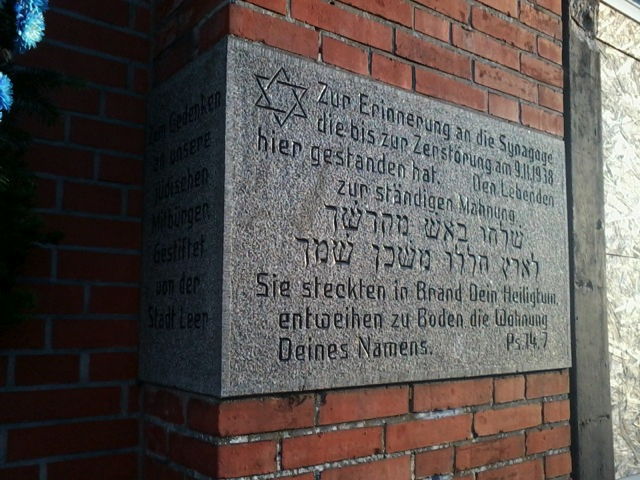 Zum Gedenken
an unsere
jüdischen
Mitbürger.
Gestiftet
von der
Stadt Leer
Zur Erinnerung an die Synagoge,
die bis zur Zerstörung am 9.11.1938
hier gestanden hat. Den Lebenden
zur ständigen Mahnung.
שלחו באש מקדשך
לארץ חללו משכן שמך
Sie steckten in Brand Dein Heiligtum,
entweihen zu Boden die Wohnung
Deines Namens. Ps.74,7